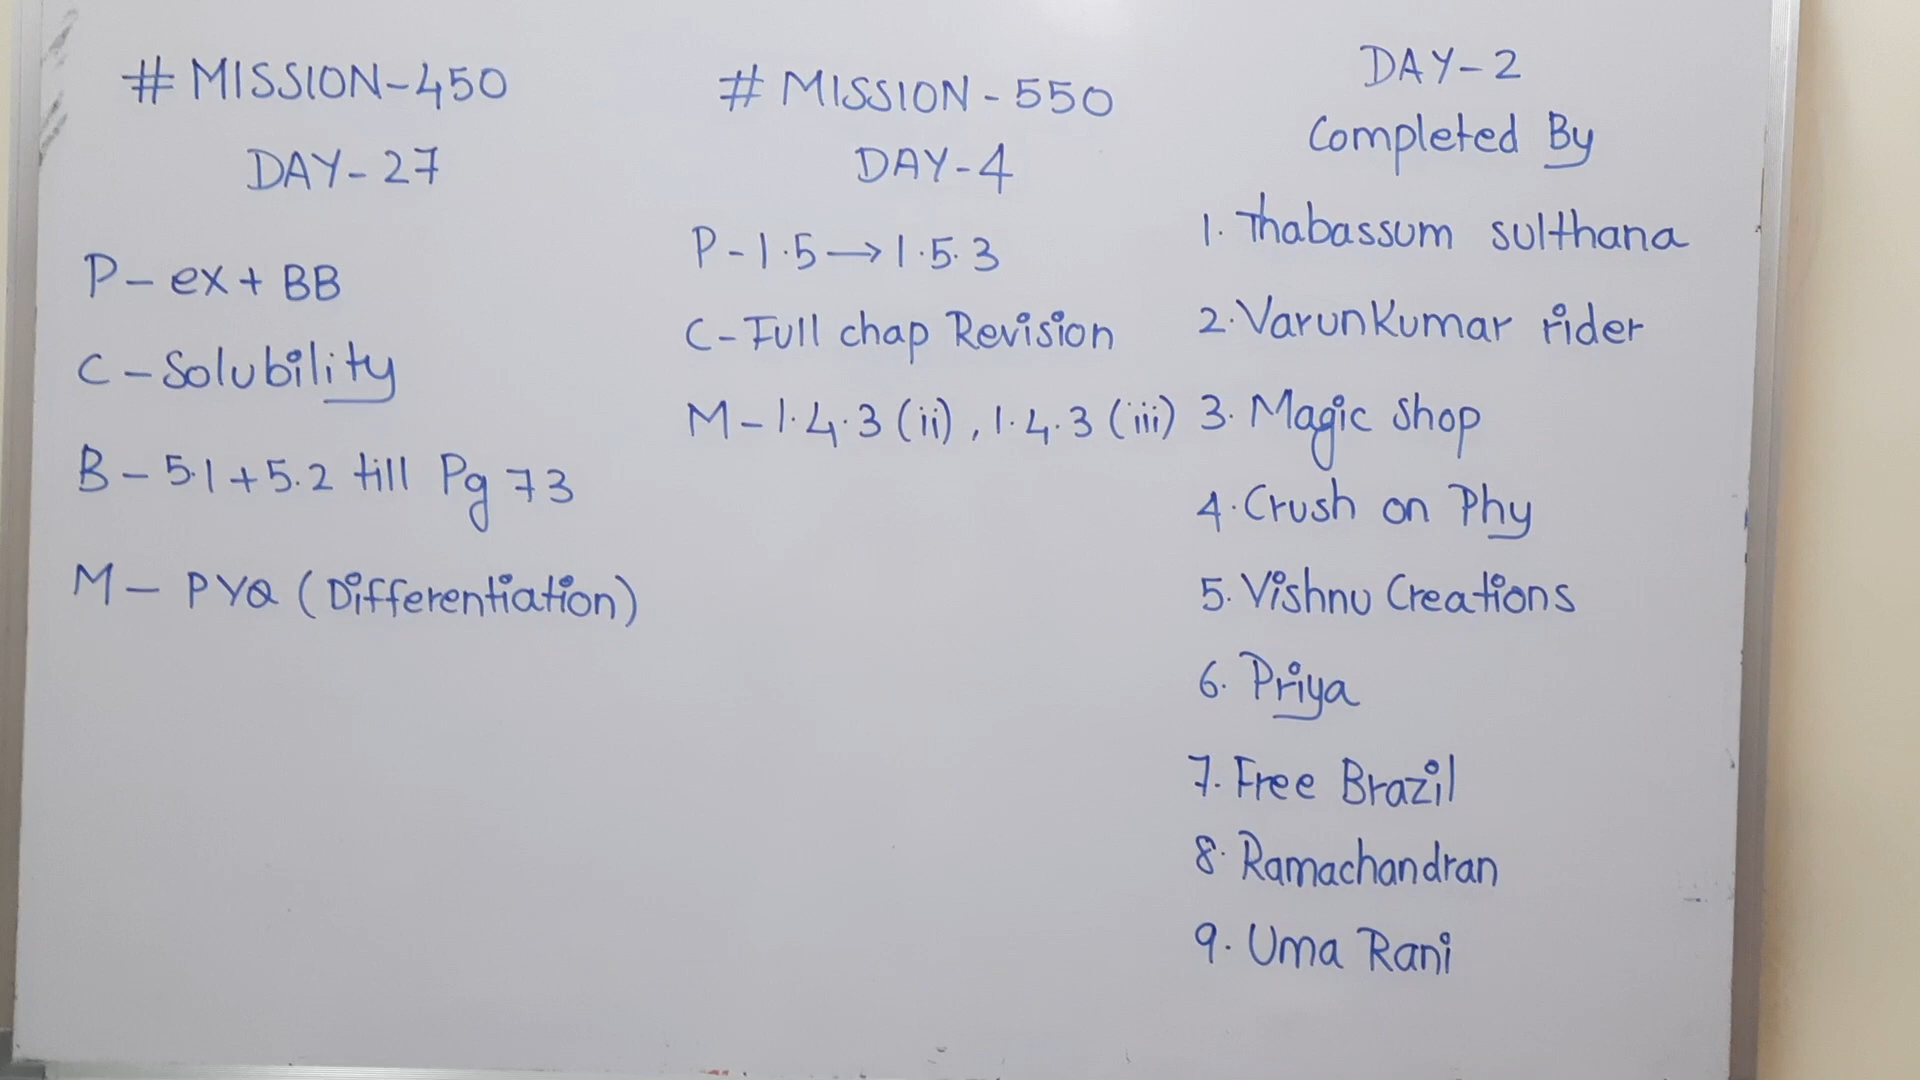 # MISSION-450
DAY-27
P- ex + BB
C - Solubility
B - 5.1 + 5.2 till Pg 73
M - PYQ (Differentiation)
# MISSION - 550
DAY-4
P - 1.5 → 1.5.3
C - Full chap Revision
M - 1.4.3 (ii), 1.4.3 (iii)
DAY-2
Completed By
1. Thabassum sulthana
2. VarunKumar rider
3. Magic Shop
4. Crush on Phy
5. Vishnu Creations
6. Priya
7. Free Brazil
8. Ramachandran
9. Uma Rani